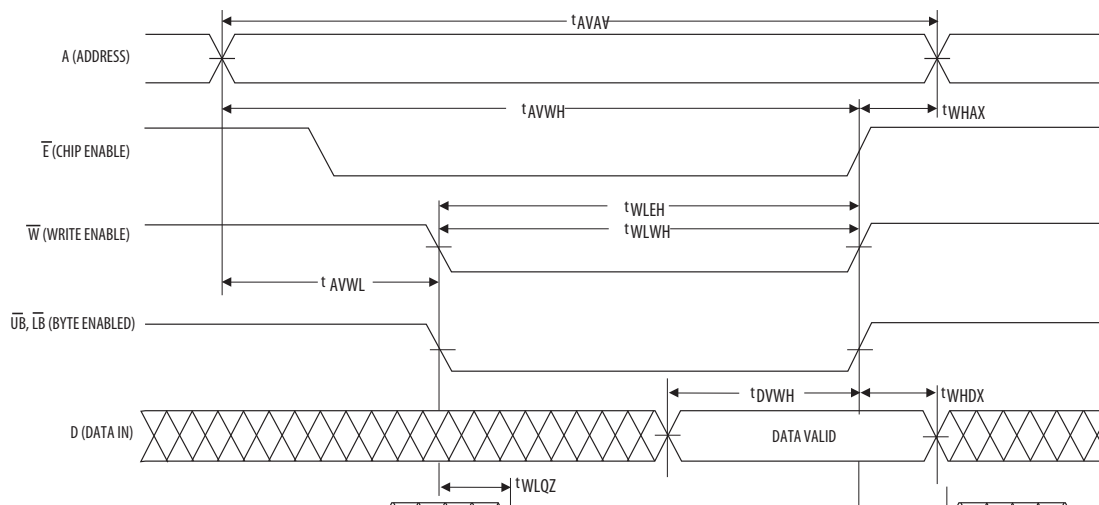 tAVAV
A (ADDRESS)
tAVWH
tWHAX
E (CHIP ENABLE)
tWLEH
tWLWH
W (WRITE ENABLE)
tAVWL
UB, LB (BYTE ENABLED)
tDVWH
tWHDX
D (DATA IN)
DATA VALID
tWLQZ